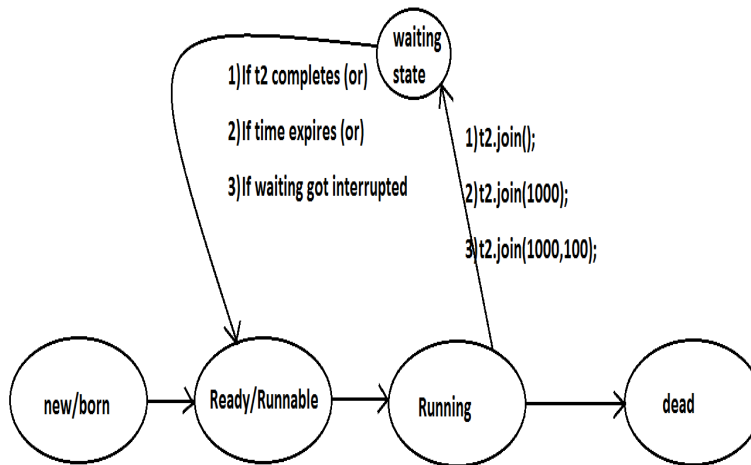 waiting
state
1)If t2 completes (or)
2)If time expires (or)
3)If waiting got interrupted
1)t2.join();
2)t2.join(1000);
3)t2.join(1000,100);
new/born
Ready/Runnable
Running
dead